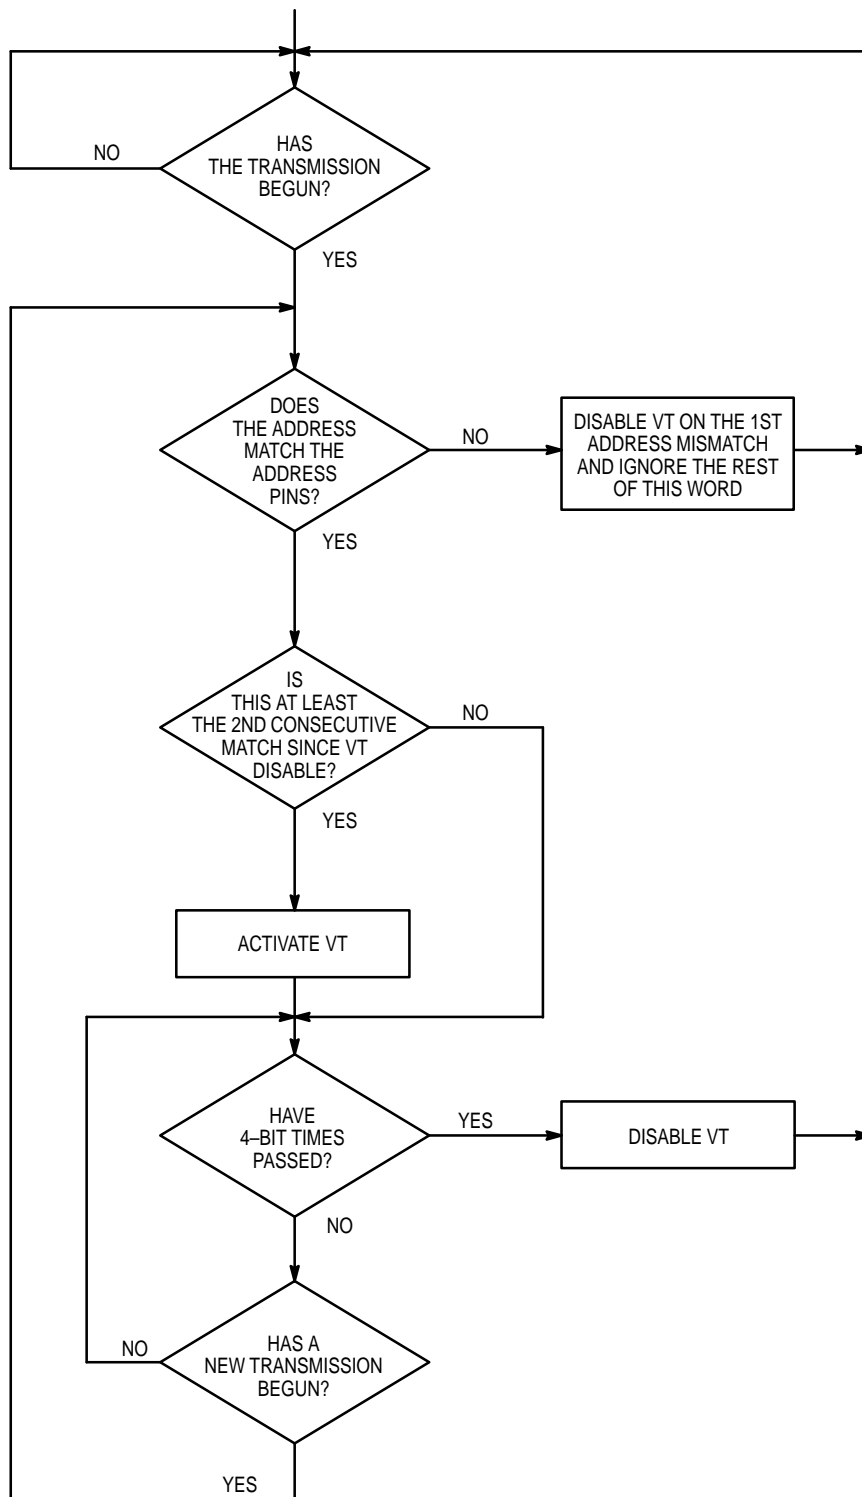 HAS
THE TRANSMISSION
BEGUN?
NO
YES
DOES
THE ADDRESS
MATCH THE
ADDRESS
PINS?
NO
DISABLE VT ON THE 1ST
ADDRESS MISMATCH
AND IGNORE THE REST
OF THIS WORD
YES
IS
THIS AT LEAST
THE 2ND CONSECUTIVE
MATCH SINCE VT
DISABLE?
NO
YES
ACTIVATE VT
HAVE
4–BIT TIMES
PASSED?
YES
DISABLE VT
NO
HAS A
NEW TRANSMISSION
BEGUN?
NO
YES